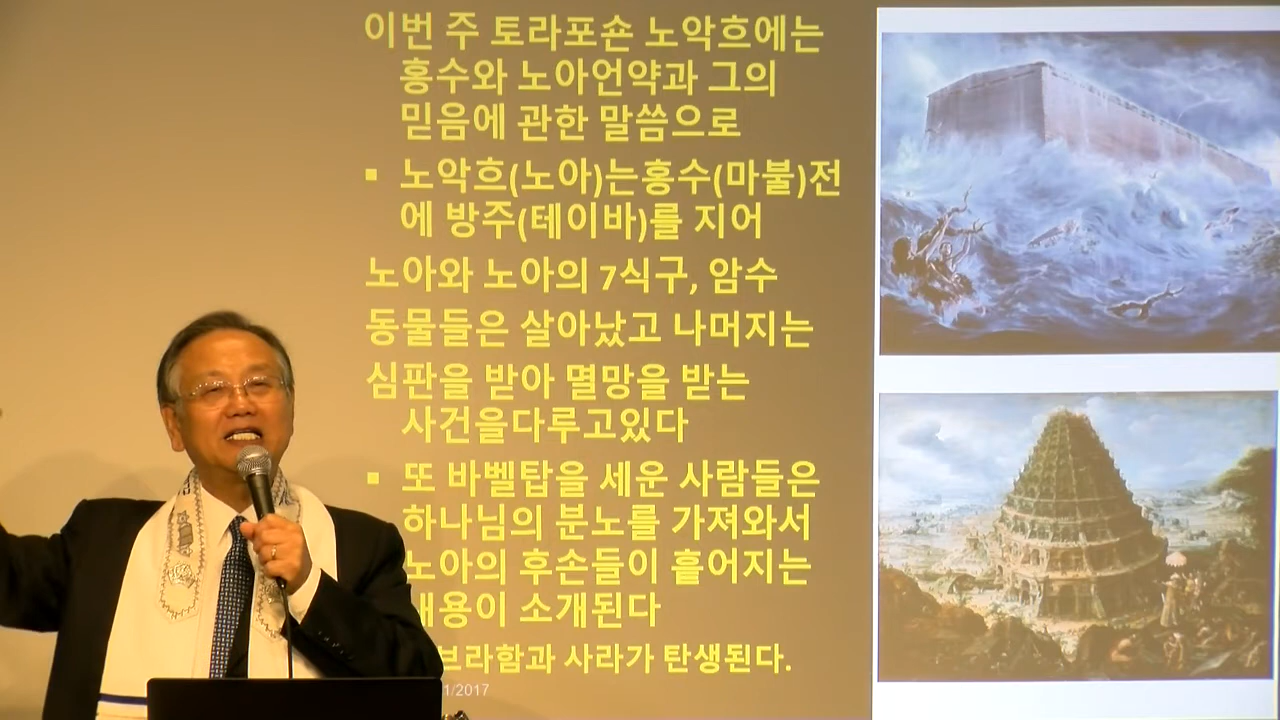 이번 주 토라포숀 노악흐에는
홍수와 노아언약과 그의
믿음에 관한 말씀으로
▪ 노악흐(노아)는홍수(마불)전
에 방주(테이바)를 지어
노아와 노아의 7식구, 암수
동물들은 살아났고 나머지는
심판을 받아 멸망을 받는
사건을다루고있다
▪ 또 바벨탑을 세운 사람들은
하나님의 분노를 가져와서
노아의 후손들이 흩어지는
내용이 소개된다
브라함과 사라가 탄생된다.
1/2017